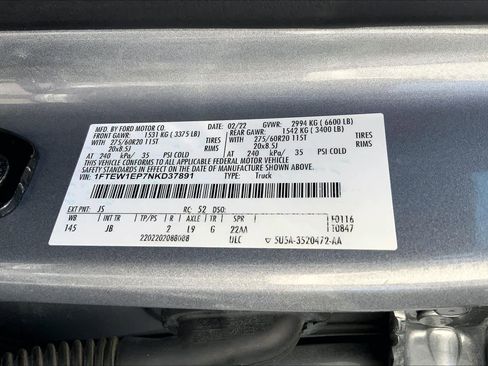 MFD. BY FORD MOTOR CO. DATE: 02/22 GVWR: 2994 KG ( 6600 LB)
FRONT GAWR: 1531 KG ( 3375 LB) REAR GAWR: 1542 KG ( 3400 LB)
WITH 275/60R20 115T TIRES WITH 275/60R20 115T TIRES
20x8.5J RIMS 20x8.5J RIMS
AT 240 kPa/ 35 PSI COLD AT 240 kPa/ 35 PSI COLD
THIS VEHICLE CONFORMS TO ALL APPLICABLE FEDERAL MOTOR VEHICLE
SAFETY STANDARDS IN EFFECT ON THE DATE OF MANUFACTURE SHOWN ABOVE.
VIN: 1FTEW1EP7NKD37891 TYPE: Truck
EXT PNT: JS RC: 52 DSO:
WB INT TR TP/PS R AXLE TR SPR F0116
145 JB 2 L9 G 22AA T0847
2202202088008 ULC 5U5A-3520472-AA